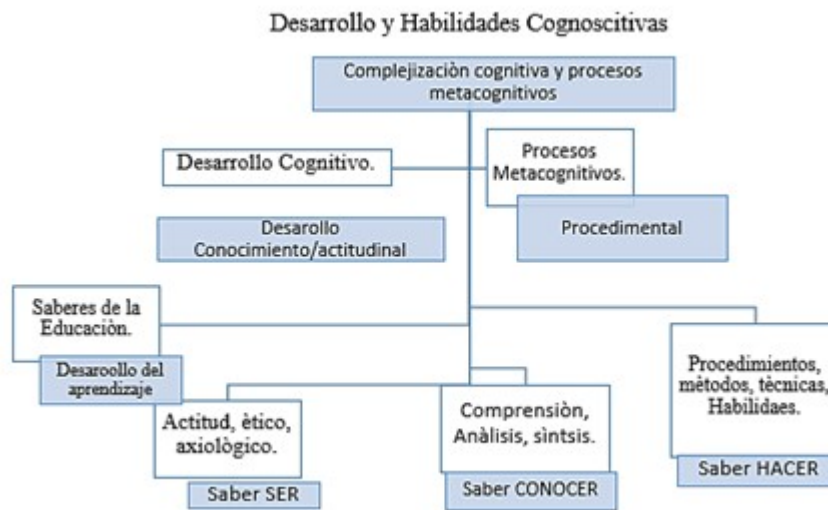 Desarrollo y Habilidades Cognoscitivas
Complejizaciòn cognitiva y procesos
metacognitivos
Desarrollo Cognitivo.
Procesos
Metacognitivos.
Desarollo
Conocimiento/actitudinal
Procedimental
Saberes de la
Educaciòn.
Desaroollo del
aprendizaje
Actitud, ètico,
axiològico.
Saber SER
Comprensiòn,
Anàlisis, sìntsis.
Saber CONOCER
Procedimientos,
mètodos, tècnicas,
Habilidaes.
Saber HACER